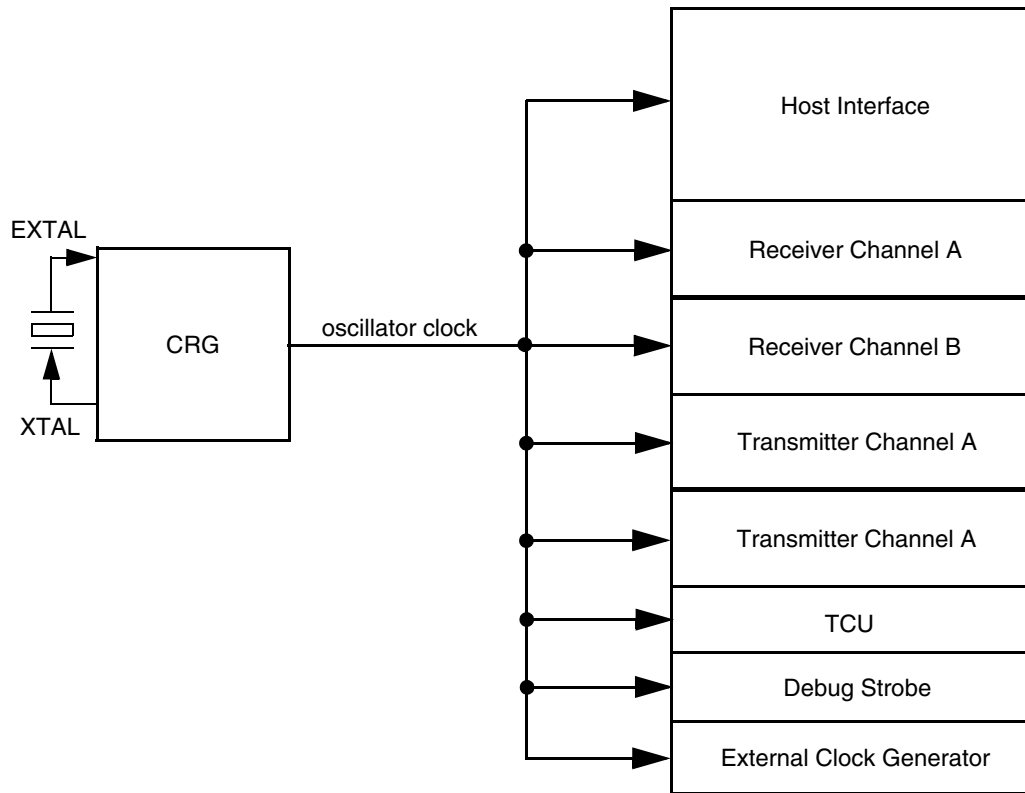 Host Interface
EXTAL
Receiver Channel A
oscillator clock
CRG
Receiver Channel B
XTAL
Transmitter Channel A
Transmitter Channel A
TCU
Debug Strobe
External Clock Generator